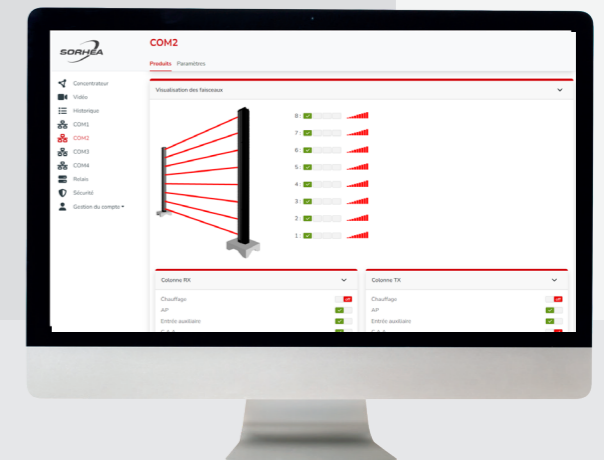 SORHEA
COM2
Produits Paramètres
Concentrateur
Vidéo
Historique
COM1
COM2
COM3
COM4
Relais
Sécurité
Gestion du compte
Visualisation des faisceaux
8:
7:
6:
5:
4:
3:
2:
1:
Colonne RX
Chauffage
AP
Entrée auxiliaire
Colonne TX
Chauffage
AP
Entrée auxiliaire